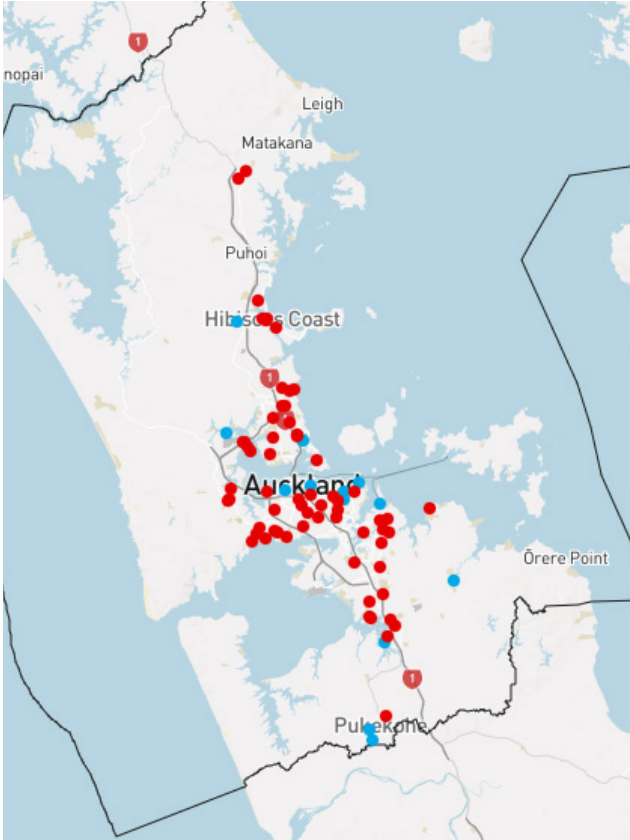 1
nopai
Leigh
Matakana
Puhoi
Hibiscus Coast
1
Auckland
Ōrere Point
1
Pukekohe